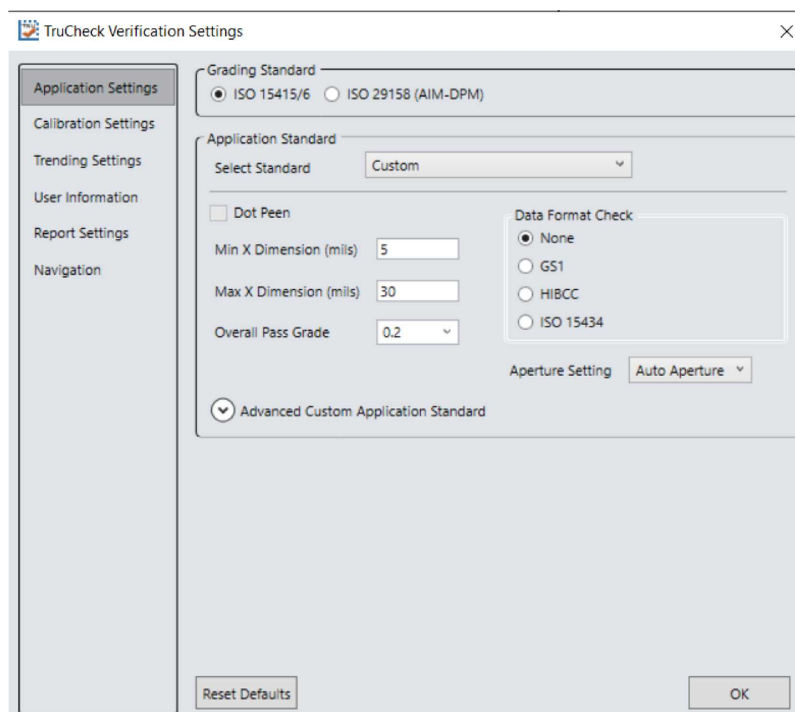 TruCheck Verification Settings
Application Settings
Calibration Settings
Trending Settings
User Information
Report Settings
Navigation
Grading Standard
ISO 15415/6 ISO 29158 (AIM-DPM)
Application Standard
Select Standard Custom
Dot Peen
Min X Dimension (mils) 5
Max X Dimension (mils) 30
Overall Pass Grade 0.2
Data Format Check
None
GS1
HIBCC
ISO 15434
Aperture Setting Auto Aperture
Advanced Custom Application Standard
Reset Defaults OK